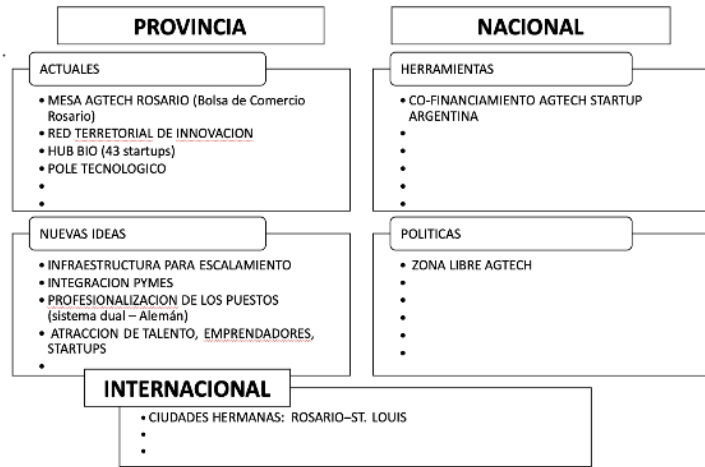 PROVINCIA
ACTUALES
• MESA AGTECH ROSARIO (Bolsa de Comercio
Rosario)
• RED TERRETORIAL DE INNOVACION
• HUB BIO (43 startups)
• POLE TECNOLOGICO
•
•
NUEVAS IDEAS
• INFRAESTRUCTURA PARA ESCALAMIENTO
• INTEGRACION PYMES
• PROFESIONALIZACION DE LOS PUESTOS
(sistema dual – Alemán)
• ATRACCION DE TALENTO, EMPRENDADORES,
STARTUPS
•
NACIONAL
HERRAMIENTAS
• CO-FINANCIAMIENTO AGTECH STARTUP
ARGENTINA
•
•
•
•
•
POLITICAS
• ZONA LIBRE AGTECH
•
•
•
•
•
INTERNACIONAL
• CIUDADES HERMANAS: ROSARIO–ST. LOUIS
•
•